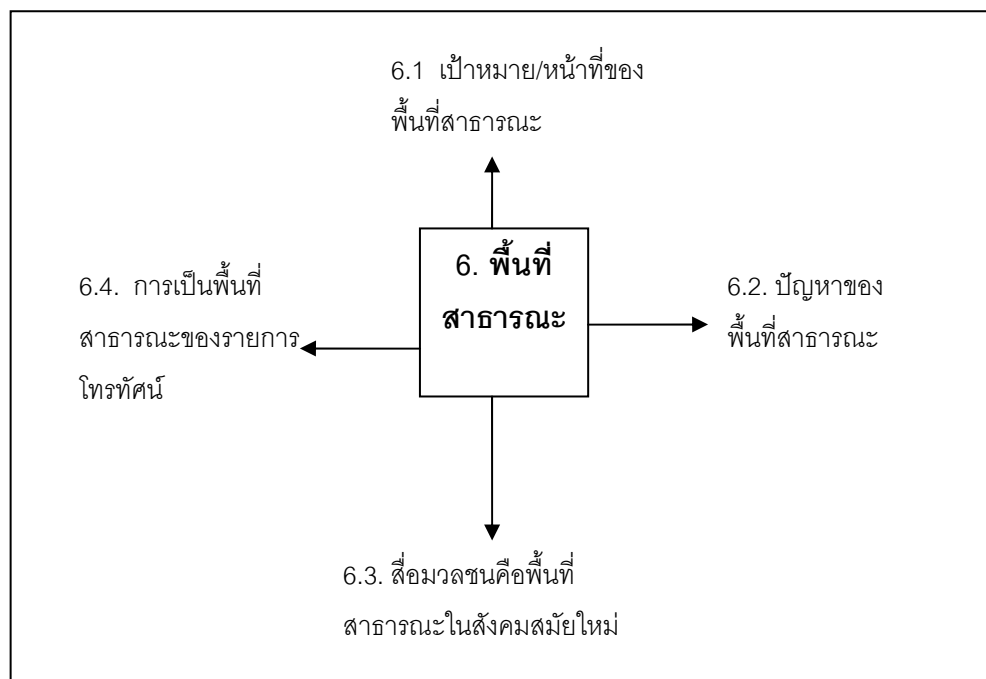 6.1 เป้าหมาย/หน้าที่ของ
พื้นที่สาธารณะ
6. พื้นที่
สาธารณะ
6.4. การเป็นพื้นที่
สาธารณะของรายการ
โทรทัศน์
6.2. ปัญหาของ
พื้นที่สาธารณะ
6.3. สื่อมวลชนคือพื้นที่
สาธารณะในสังคมสมัยใหม่